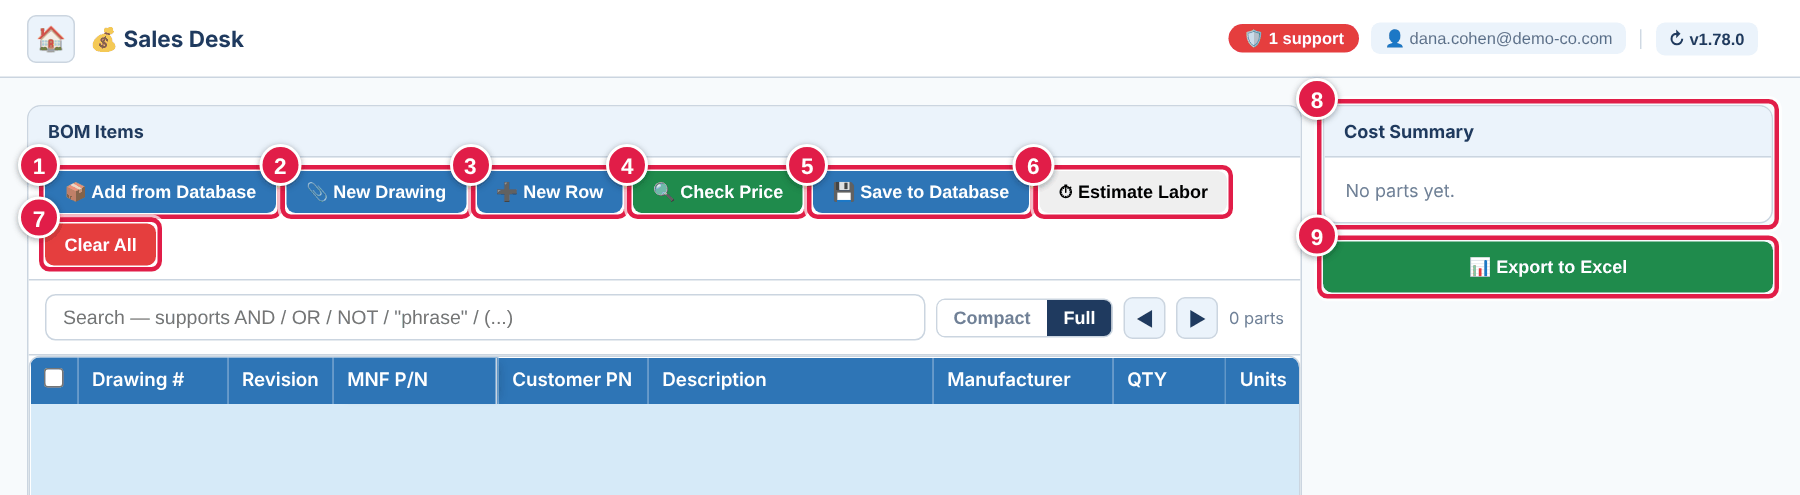 Sales Desk
1 support
dana.cohen@demo-co.com
v1.78.0
BOM Items
1 2 3 4 5 6
Add from Database New Drawing New Row Check Price Save to Database Estimate Labor
7
Clear All
Search — supports AND / OR / NOT / "phrase" / (...)
Compact Full 0 parts
Drawing # Revision MNF P/N Customer PN Description Manufacturer QTY Units
8
Cost Summary
No parts yet.
9
Export to Excel